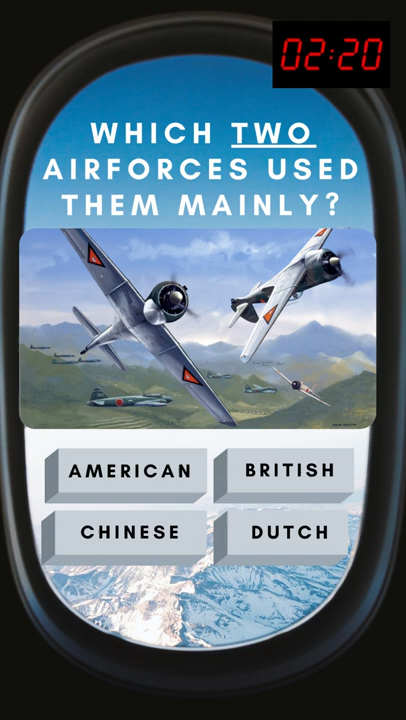 02:20
WHICH TWO
AIRFORCES USED
THEM MAINLY?
AMERICAN
BRITISH
CHINESE
DUTCH